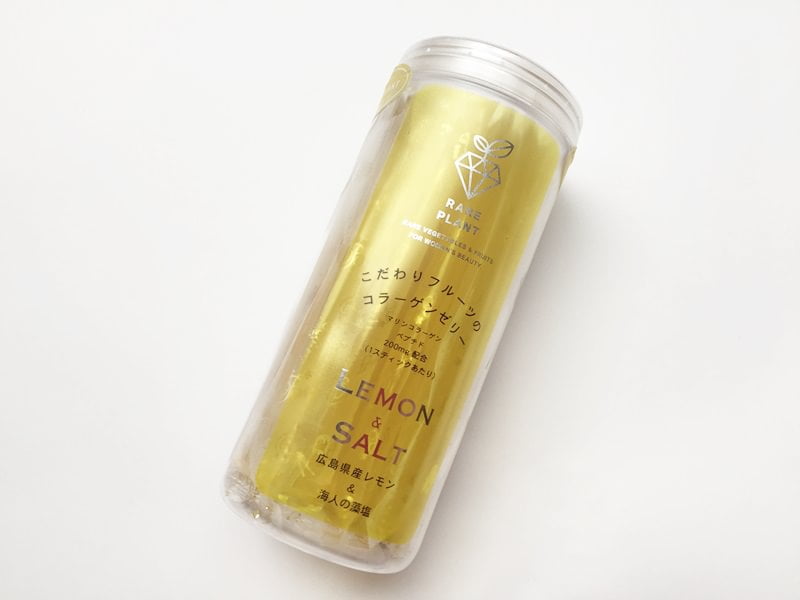 RARE
PLANT
RARE VEGETABLES & FRUITS
FOR WOMAN'S BEAUTY
こだわりフルーツの
コラーゲンゼリー
マリンコラーゲン
ペプチド
200mg配合
(1スティックあたり)
LEMON
&
SALT
広島県産レモン
&
海人の藻塩